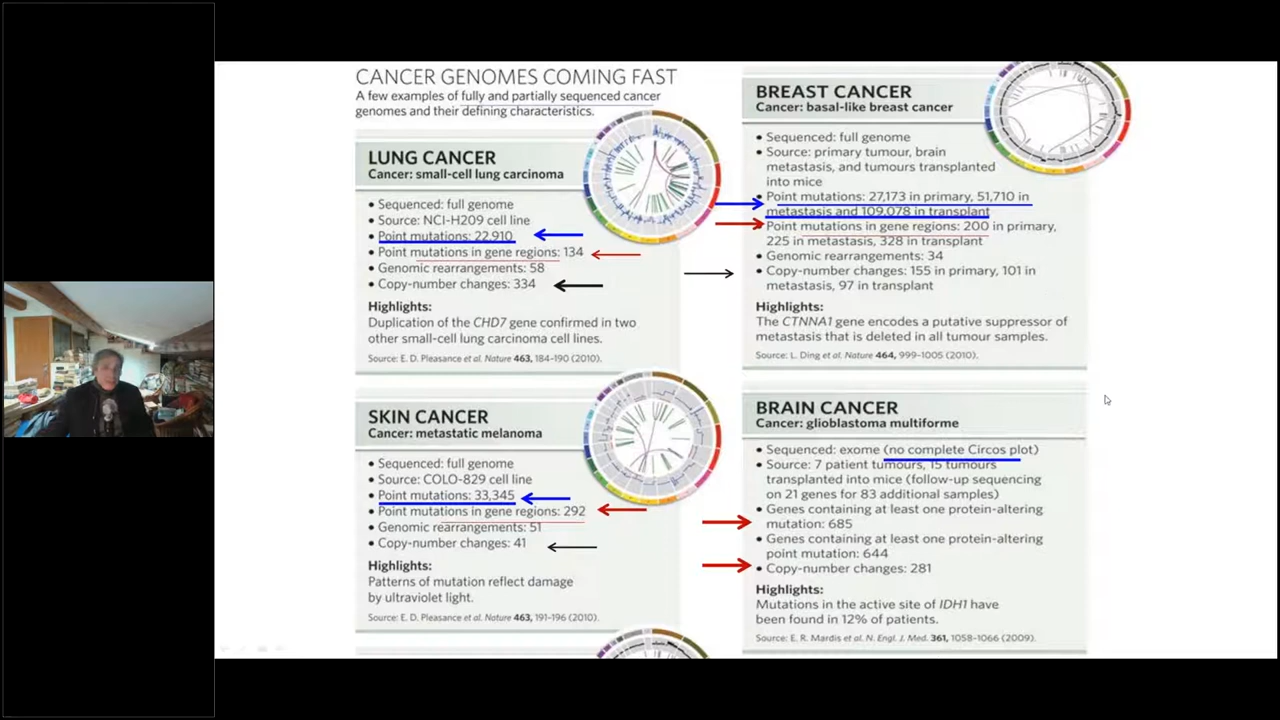 CANCER GENOMES COMING FAST
A few examples of fully and partially sequenced cancer
genomes and their defining characteristics.
LUNG CANCER
Cancer: small-cell lung carcinoma
• Sequenced: full genome
• Source: NCI-H209 cell line
• Point mutations: 22,910
• Point mutations in gene regions: 134
• Genomic rearrangements: 58
• Copy-number changes: 334
Highlights:
Duplication of the CHD7 gene confirmed in two
other small-cell lung carcinoma cell lines.
Source: E. D. Pleasance et al. Nature 463, 184-190 (2010).
SKIN CANCER
Cancer: metastatic melanoma
• Sequenced: full genome
• Source: COLO-829 cell line
• Point mutations: 33,345
• Point mutations in gene regions: 292
• Genomic rearrangements: 51
• Copy-number changes: 41
Highlights:
Patterns of mutation reflect damage
by ultraviolet light.
Source: E. D. Pleasance et al. Nature 463, 191-196 (2010).
BREAST CANCER
Cancer: basal-like breast cancer
• Sequenced: full genome
• Source: primary tumour, brain
metastasis, and tumours transplanted
into mice
• Point mutations: 27,173 in primary, 51,710 in
metastasis and 109,078 in transplant
• Point mutations in gene regions: 200 in primary,
225 in metastasis, 328 in transplant
• Genomic rearrangements: 34
• Copy-number changes: 155 in primary, 101 in
metastasis, 97 in transplant
Highlights:
The CTNNA1 gene encodes a putative suppressor of
metastasis that is deleted in all tumour samples.
Source: L. Ding et al. Nature 464, 999-1005 (2010).
BRAIN CANCER
Cancer: glioblastoma multiforme
• Sequenced: exome (no complete Circos plot)
• Source: 7 patient tumours, 15 tumours
transplanted into mice (follow-up sequencing
on 21 genes for 83 additional samples)
• Genes containing at least one protein-altering
mutation: 685
• Genes containing at least one protein-altering
point mutation: 644
• Copy-number changes: 281
Highlights:
Mutations in the active site of IDH1 have
been found in 12% of patients.
Source: E. R. Mardis et al. N. Engl. J. Med. 361, 1058-1066 (2009).